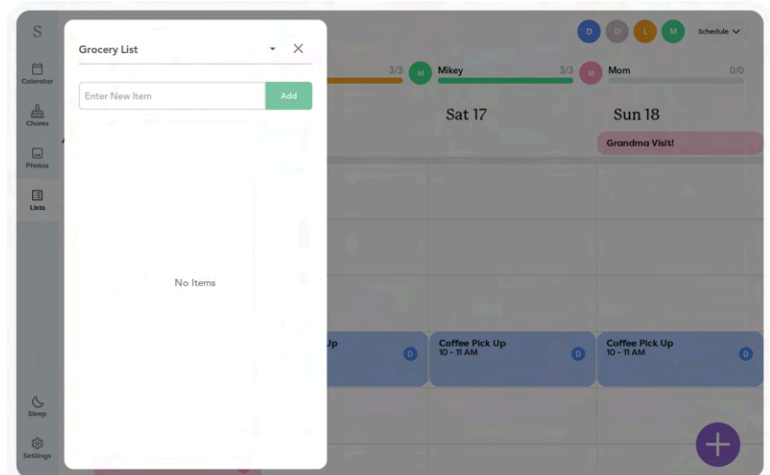 S
Calendar
Chores
Photos
Lists
Sleep
Settings
Grocery List
Enter New Item
Add
No Items
D D L M Schedule
3/3 M Mikey 3/3 M Mom 0/0
Sat 17 Sun 18
Grandma Visit!
Up D
Coffee Pick Up
10 - 11 AM D
Coffee Pick Up
10 - 11 AM D